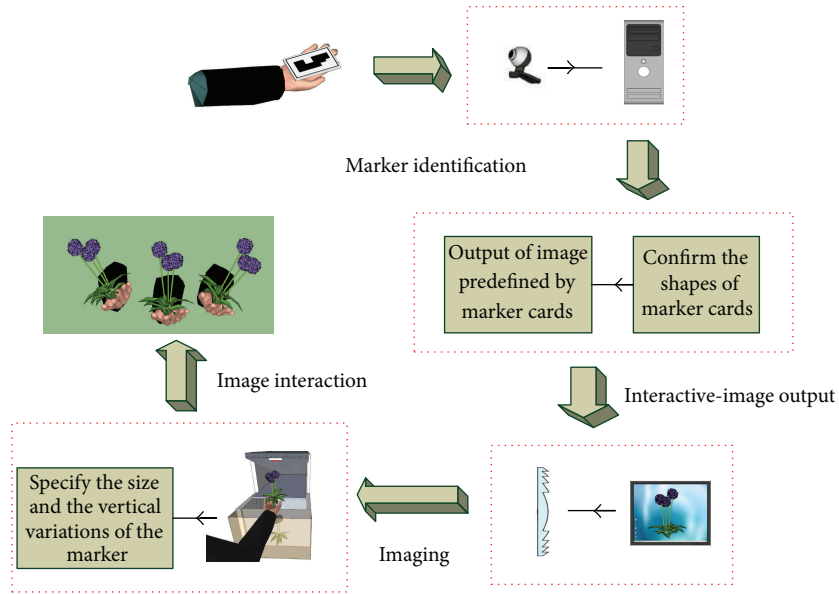 Marker identification
Output of image
predefined by
marker cards
Confirm the
shapes of
marker cards
Image interaction
Interactive-image output
Specify the size
and the vertical
variations of the
marker
Imaging